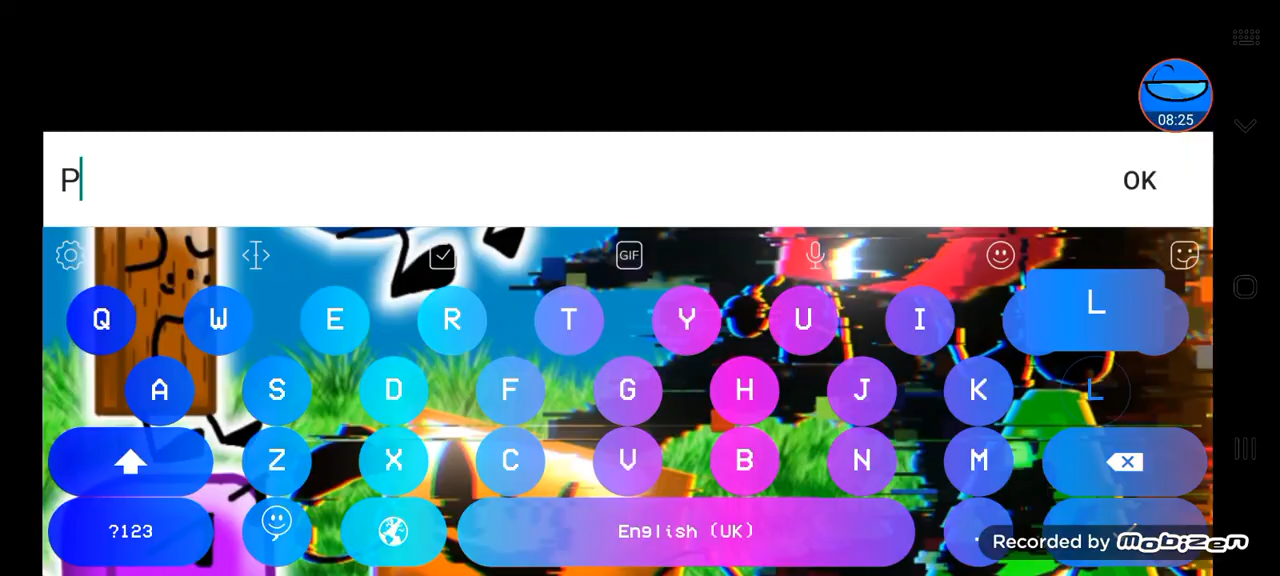 08:25
P
OK
GIF
Q W E R T Y U I L
A S D F G H J K L
Z X C V B N M
?123 English (UK) .
Recorded by mobizen